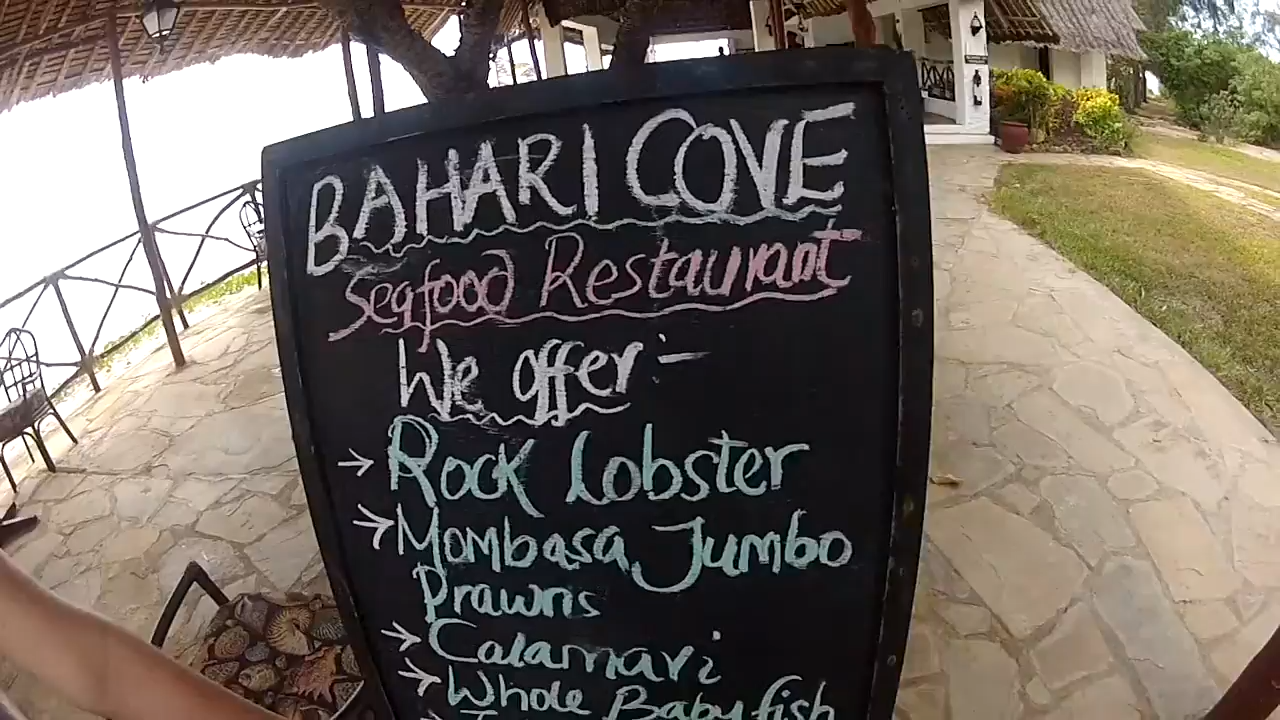 BAHARI COVE
Seafood Restaurant
We offer :-
→ Rock Lobster
→ Mombasa Jumbo
Prawns
→ Calamari
→ Whole Baby fish